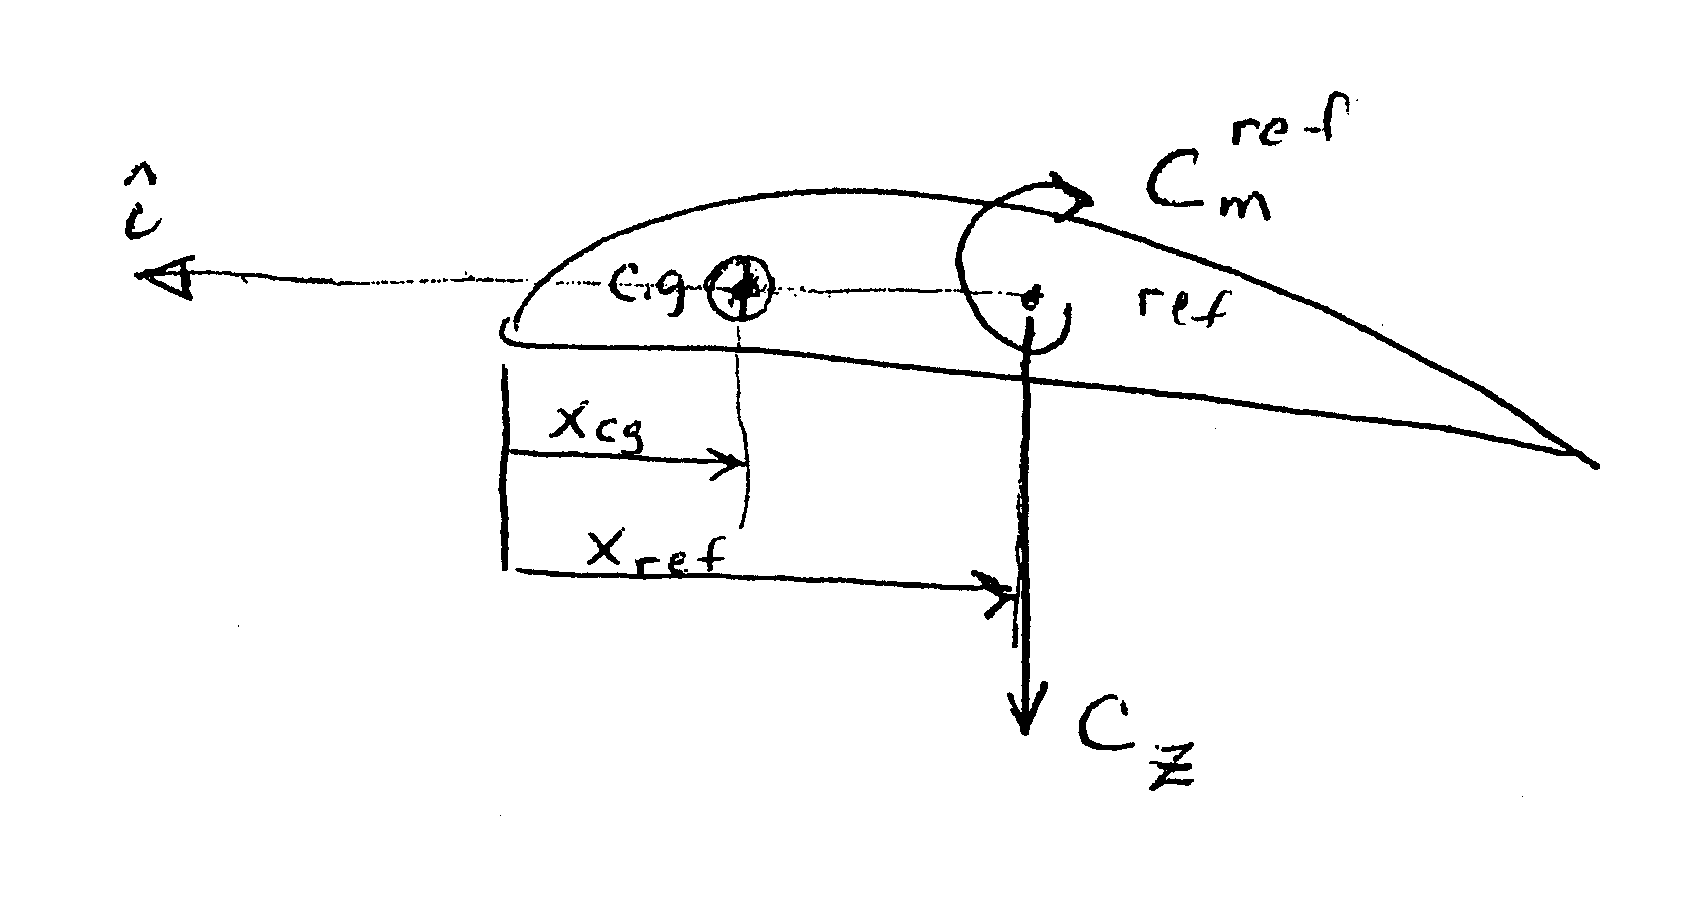 C_m^ref
î
c.g
ref
x_cg
x_ref
C_z